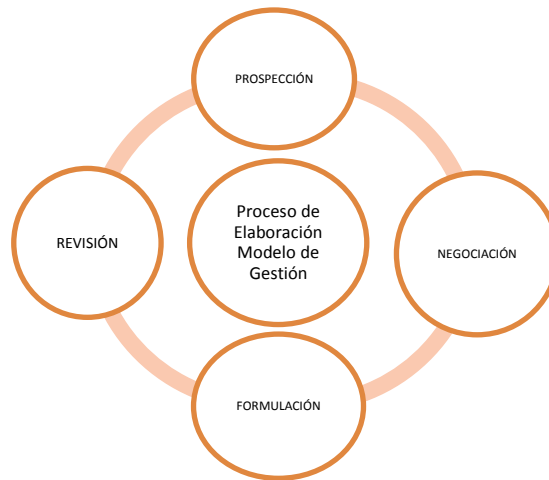 PROSPECCIÓN
Proceso de
Elaboración
Modelo de
Gestión
REVISIÓN
NEGOCIACIÓN
FORMULACIÓN